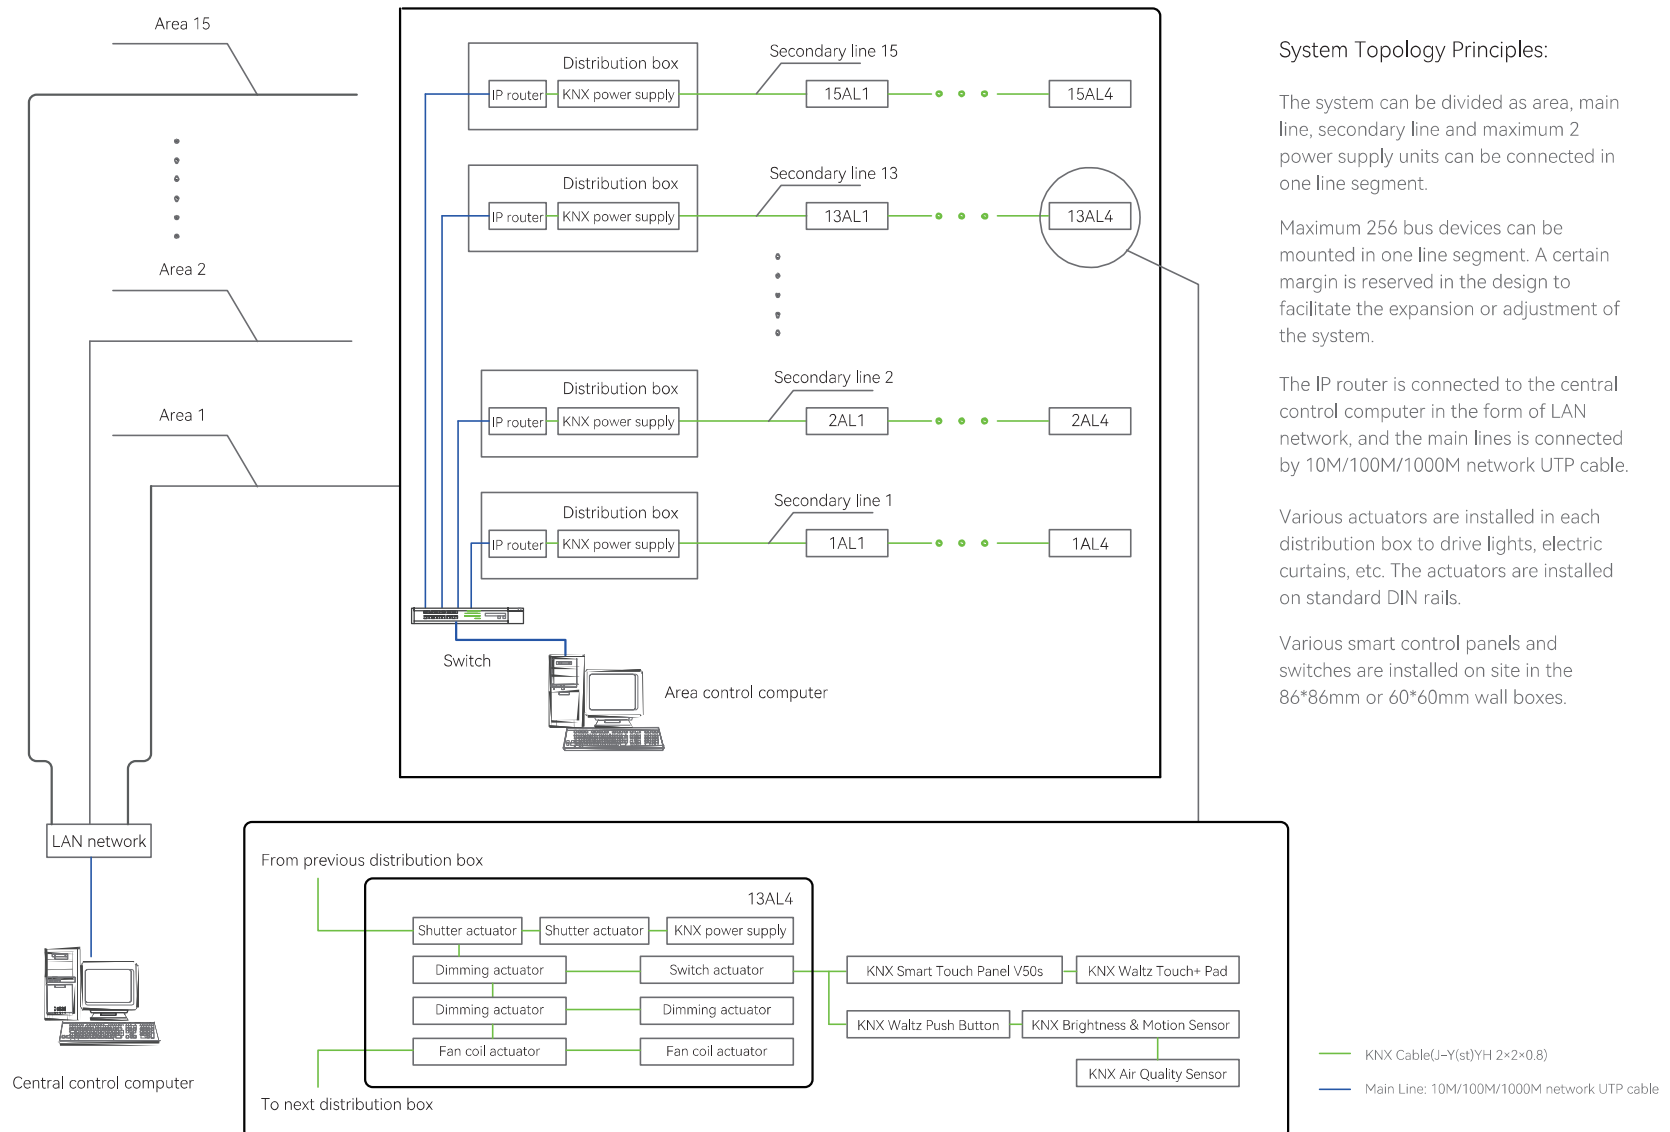 Area 15
Area 2
Area 1
LAN network
Central control computer
Distribution box
Secondary line 15
IP router
KNX power supply
15AL1
15AL4
Distribution box
Secondary line 13
IP router
KNX power supply
13AL1
13AL4
Distribution box
Secondary line 2
IP router
KNX power supply
2AL1
2AL4
Distribution box
Secondary line 1
IP router
KNX power supply
1AL1
1AL4
Switch
Area control computer
System Topology Principles:
The system can be divided as area, main
line, secondary line and maximum 2
power supply units can be connected in
one line segment.
Maximum 256 bus devices can be
mounted in one line segment. A certain
margin is reserved in the design to
facilitate the expansion or adjustment of
the system.
The IP router is connected to the central
control computer in the form of LAN
network, and the main lines is connected
by 10M/100M/1000M network UTP cable.
Various actuators are installed in each
distribution box to drive lights, electric
curtains, etc. The actuators are installed
on standard DIN rails.
Various smart control panels and
switches are installed on site in the
86*86mm or 60*60mm wall boxes.
From previous distribution box
13AL4
Shutter actuator
Shutter actuator
KNX power supply
Dimming actuator
Switch actuator
KNX Smart Touch Panel V50s
KNX Waltz Touch+ Pad
Dimming actuator
Dimming actuator
KNX Waltz Push Button
KNX Brightness & Motion Sensor
Fan coil actuator
Fan coil actuator
KNX Air Quality Sensor
To next distribution box
KNX Cable(J-Y(st)YH 2×2×0.8)
Main Line: 10M/100M/1000M network UTP cable